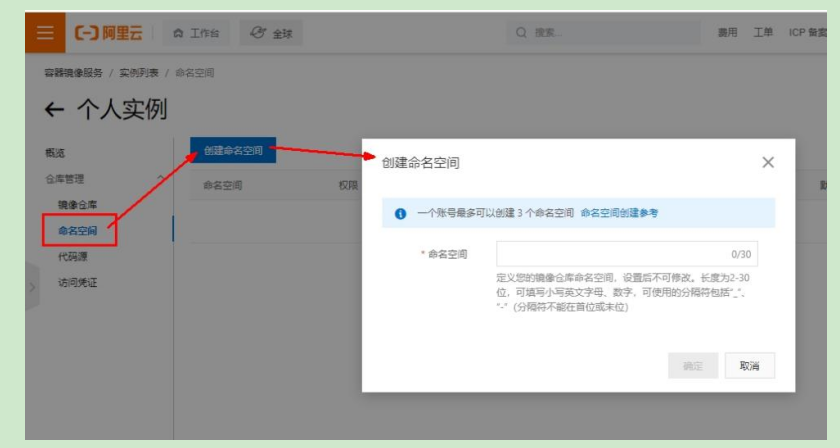 阿里云 工作台 全球 搜索... 费用 工单 ICP 备案
容器镜像服务 / 实例列表 / 命名空间
← 个人实例
概览
仓库管理
镜像仓库
命名空间
代码源
访问凭证
创建命名空间
命名空间 权限
创建命名空间
一个账号最多可以创建 3 个命名空间 命名空间创建参考
* 命名空间 0/30
定义您的镜像仓库命名空间，设置后不可修改。长度为2-30
位，可填写小写英文字母、数字，可使用的分隔符包括“_”、
“-”（分隔符不能在首位或末位）
确定 取消